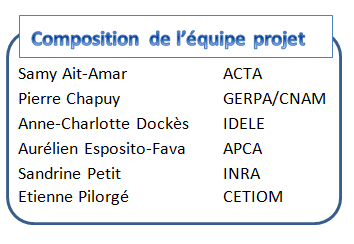 Composition de l'équipe projet
Samy Ait-Amar ACTA
Pierre Chapuy GERPA/CNAM
Anne-Charlotte Dockès IDELE
Aurélien Esposito-Fava APCA
Sandrine Petit INRA
Etienne Pilorgé CETIOM